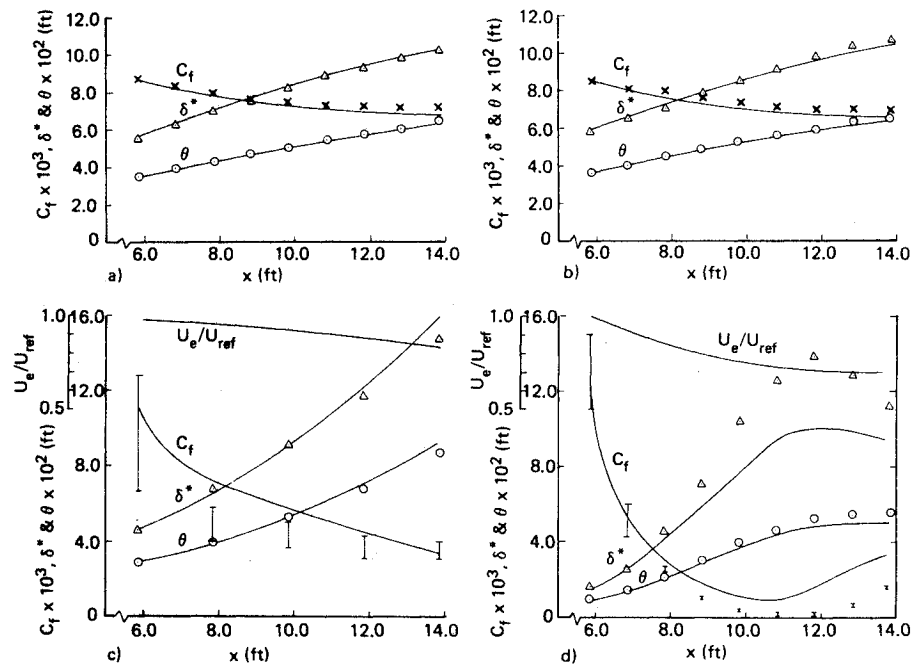 C_f x 10^3, δ* & θ x 10^2 (ft)
12.0
10.0
8.0
6.0
4.0
2.0
0
C_f
δ*
θ
6.0 8.0 10.0 12.0 14.0
x (ft)
a)
C_f x 10^3, δ* & θ x 10^2 (ft)
12.0
10.0
8.0
6.0
4.0
2.0
0
C_f
δ*
θ
6.0 8.0 10.0 12.0 14.0
x (ft)
b)
U_e/U_ref
1.0
0.5
C_f x 10^3, δ* & θ x 10^2 (ft)
16.0
12.0
8.0
4.0
0
U_e/U_ref
C_f
δ*
θ
6.0 8.0 10.0 12.0 14.0
x (ft)
c)
U_e/U_ref
1.0
0.5
C_f x 10^3, δ* & θ x 10^2 (ft)
16.0
12.0
8.0
4.0
0
U_e/U_ref
C_f
δ*
θ
6.0 8.0 10.0 12.0 14.0
x (ft)
d)